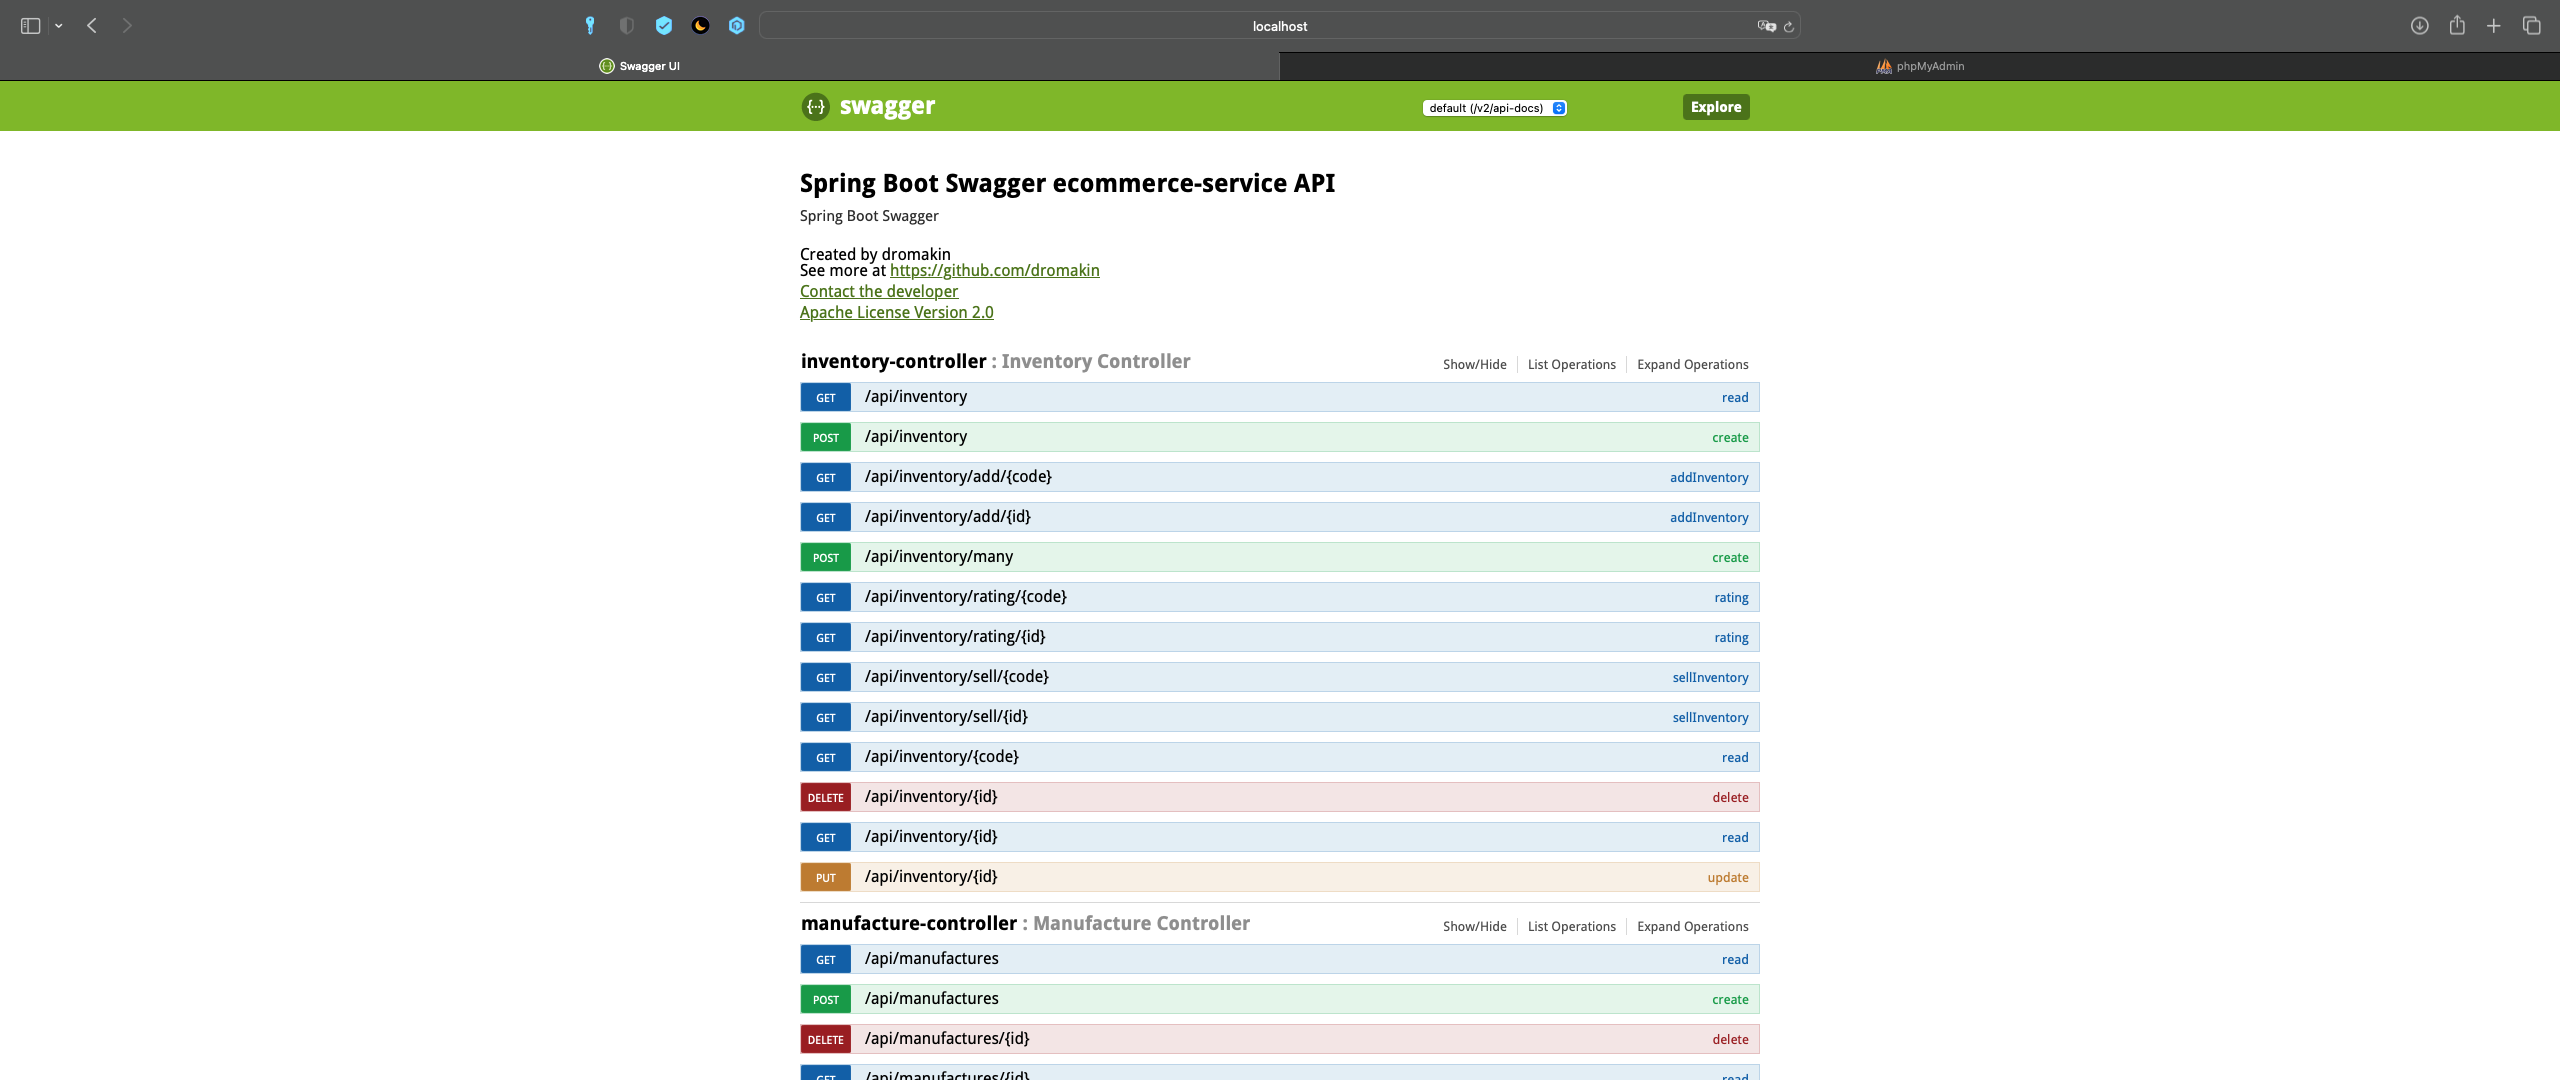 localhost
Swagger UI
phpMyAdmin
swagger
default (/v2/api-docs)
Explore
Spring Boot Swagger ecommerce-service API
Spring Boot Swagger
Created by dromakin
See more at https://github.com/dromakin
Contact the developer
Apache License Version 2.0
inventory-controller : Inventory Controller Show/Hide List Operations Expand Operations
GET /api/inventory read
POST /api/inventory create
GET /api/inventory/add/{code} addInventory
GET /api/inventory/add/{id} addInventory
POST /api/inventory/many create
GET /api/inventory/rating/{code} rating
GET /api/inventory/rating/{id} rating
GET /api/inventory/sell/{code} sellInventory
GET /api/inventory/sell/{id} sellInventory
GET /api/inventory/{code} read
DELETE /api/inventory/{id} delete
GET /api/inventory/{id} read
PUT /api/inventory/{id} update
manufacture-controller : Manufacture Controller Show/Hide List Operations Expand Operations
GET /api/manufactures read
POST /api/manufactures create
DELETE /api/manufactures/{id} delete
GET /api/manufactures/{id} read